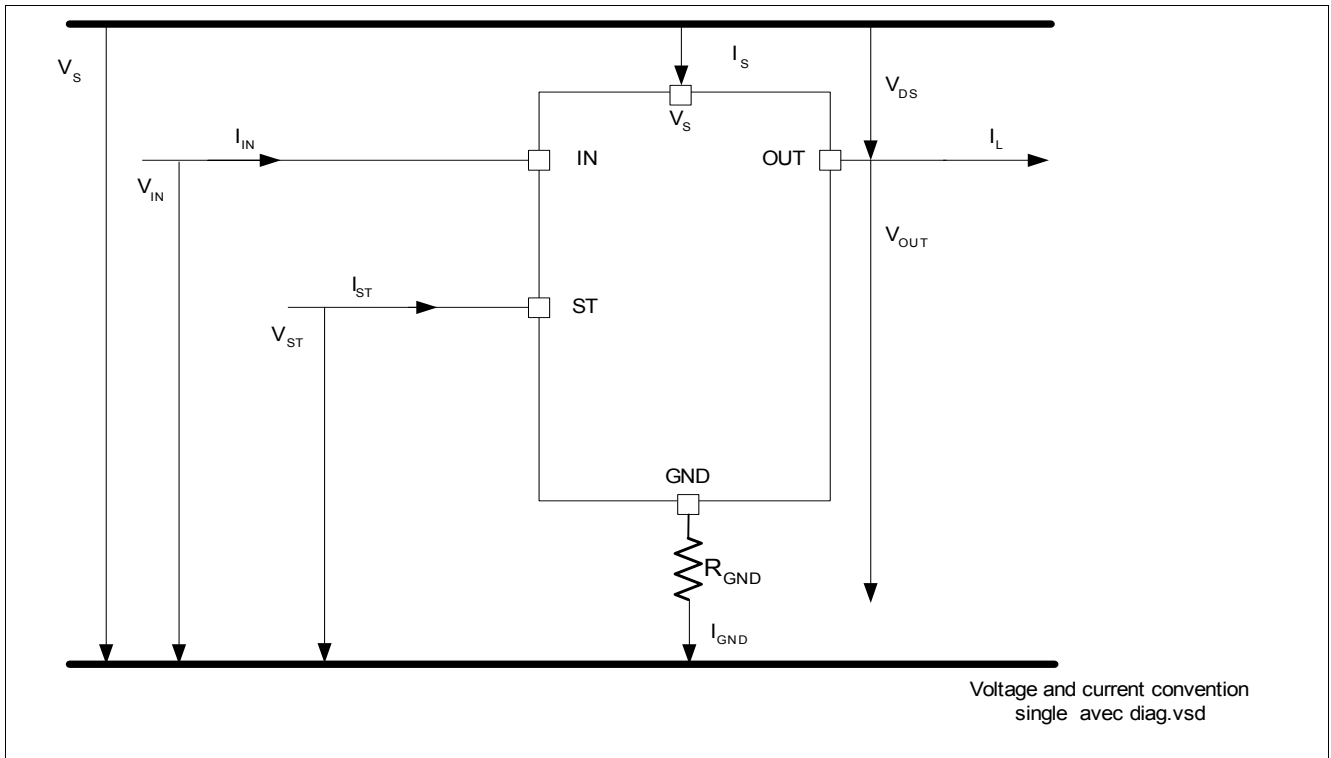 V_S
I_S
V_DS
V_S
I_IN
IN
OUT
I_L
V_IN
V_OUT
I_ST
ST
V_ST
GND
R_GND
I_GND
Voltage and current convention
single avec diag.vsd